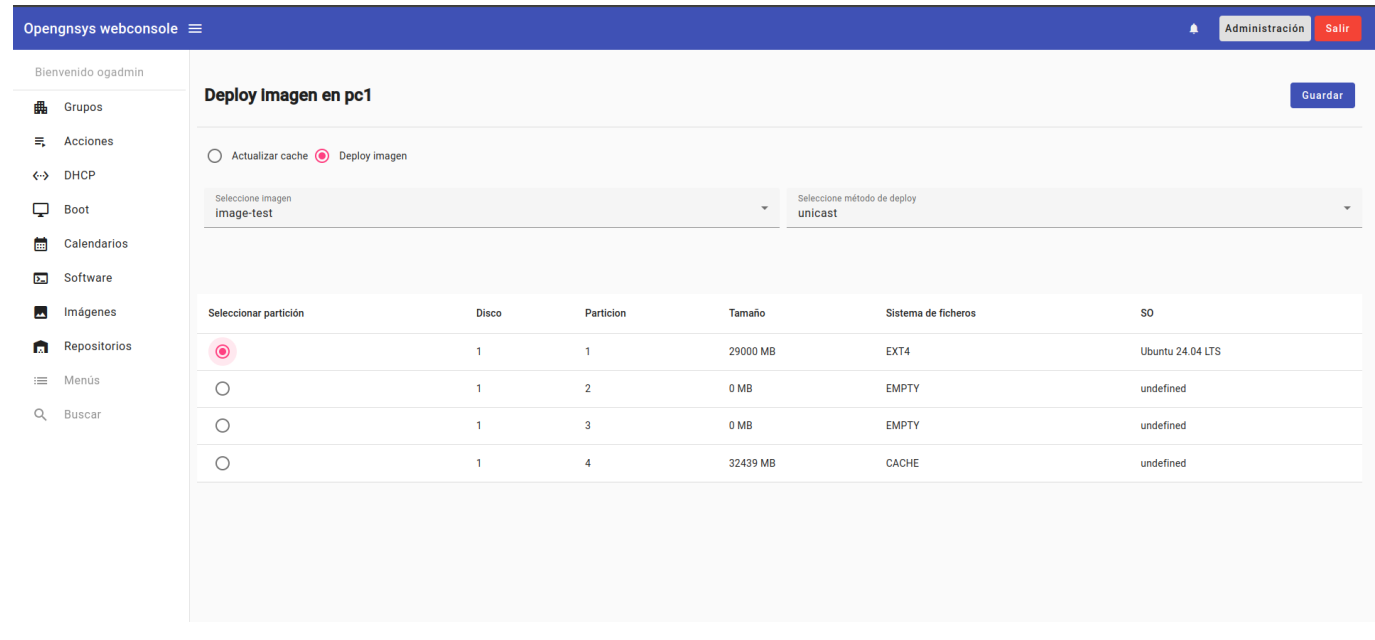 Opengnsys webconsole
Administración
Salir
Bienvenido ogadmin
Grupos
Acciones
DHCP
Boot
Calendarios
Software
Imágenes
Repositorios
Menús
Buscar
Deploy imagen en pc1
Guardar
Actualizar cache Deploy imagen
Seleccione imagen
image-test
Seleccione método de deploy
unicast
Seleccionar partición Disco Particion Tamaño Sistema de ficheros SO
1 1 29000 MB EXT4 Ubuntu 24.04 LTS
1 2 0 MB EMPTY undefined
1 3 0 MB EMPTY undefined
1 4 32439 MB CACHE undefined